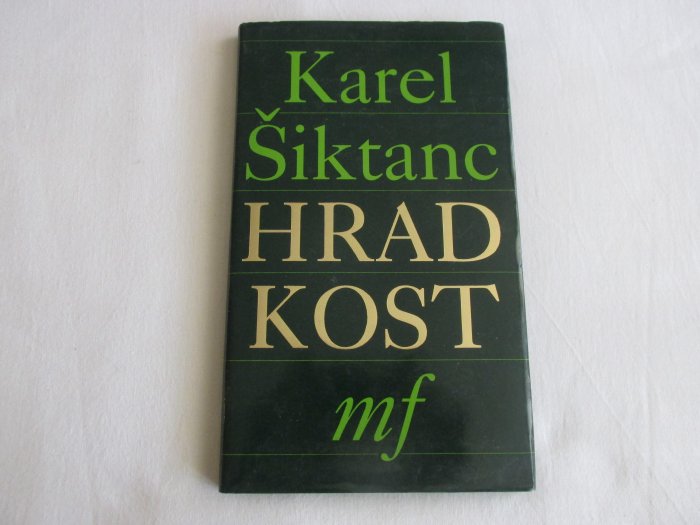 Karel
Šiktanc
HRAD
KOST
mf